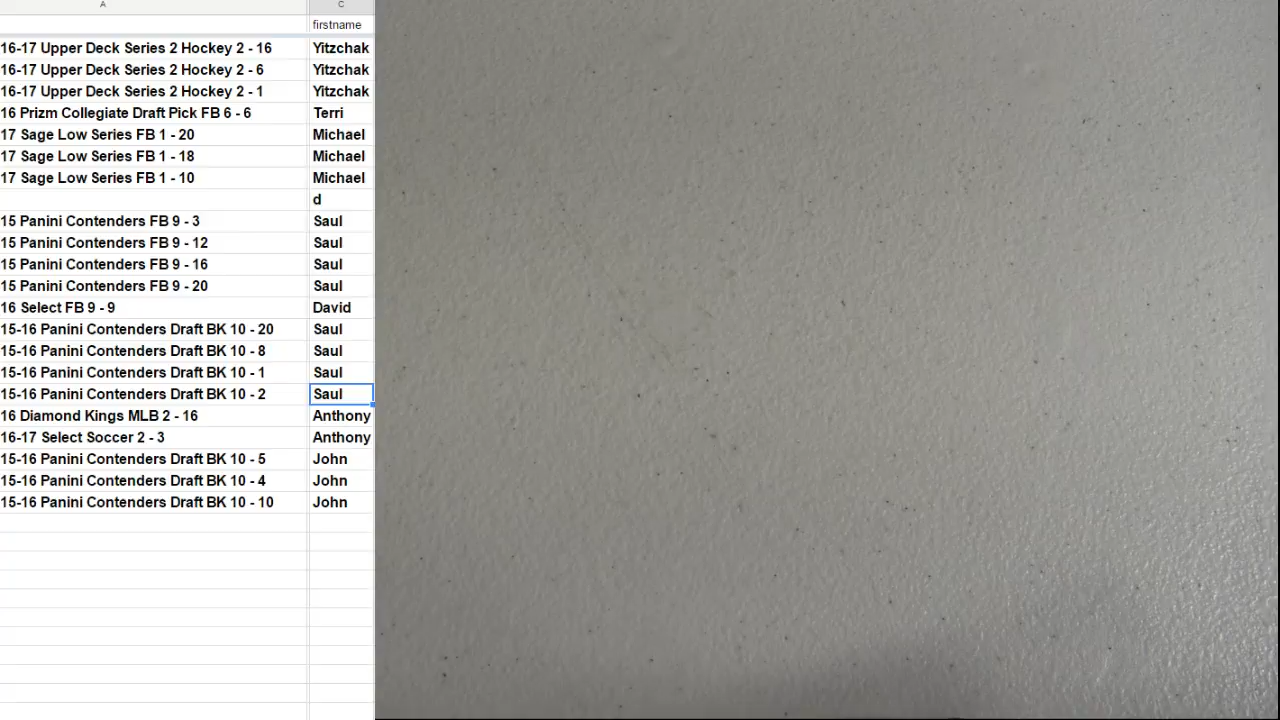 A C
firstname
16-17 Upper Deck Series 2 Hockey 2 - 16 Yitzchak
16-17 Upper Deck Series 2 Hockey 2 - 6 Yitzchak
16-17 Upper Deck Series 2 Hockey 2 - 1 Yitzchak
16 Prizm Collegiate Draft Pick FB 6 - 6 Terri
17 Sage Low Series FB 1 - 20 Michael
17 Sage Low Series FB 1 - 18 Michael
17 Sage Low Series FB 1 - 10 Michael
d
15 Panini Contenders FB 9 - 3 Saul
15 Panini Contenders FB 9 - 12 Saul
15 Panini Contenders FB 9 - 16 Saul
15 Panini Contenders FB 9 - 20 Saul
16 Select FB 9 - 9 David
15-16 Panini Contenders Draft BK 10 - 20 Saul
15-16 Panini Contenders Draft BK 10 - 8 Saul
15-16 Panini Contenders Draft BK 10 - 1 Saul
15-16 Panini Contenders Draft BK 10 - 2 Saul
16 Diamond Kings MLB 2 - 16 Anthony
16-17 Select Soccer 2 - 3 Anthony
15-16 Panini Contenders Draft BK 10 - 5 John
15-16 Panini Contenders Draft BK 10 - 4 John
15-16 Panini Contenders Draft BK 10 - 10 John